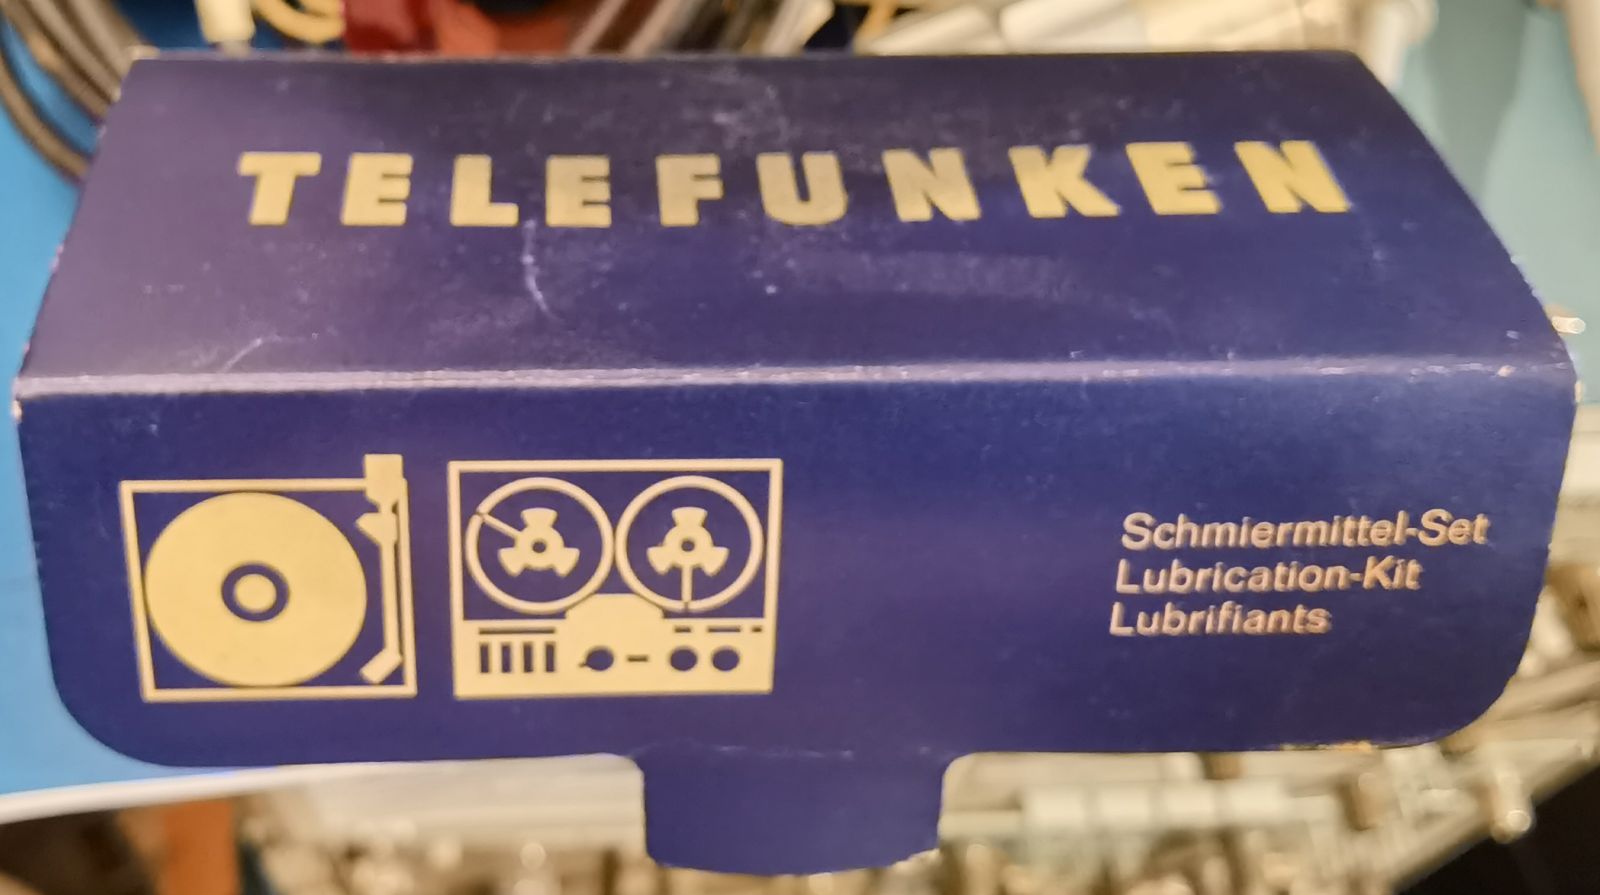 TELEFUNKEN
Schmiermittel-Set
Lubrication-Kit
Lubrifiants